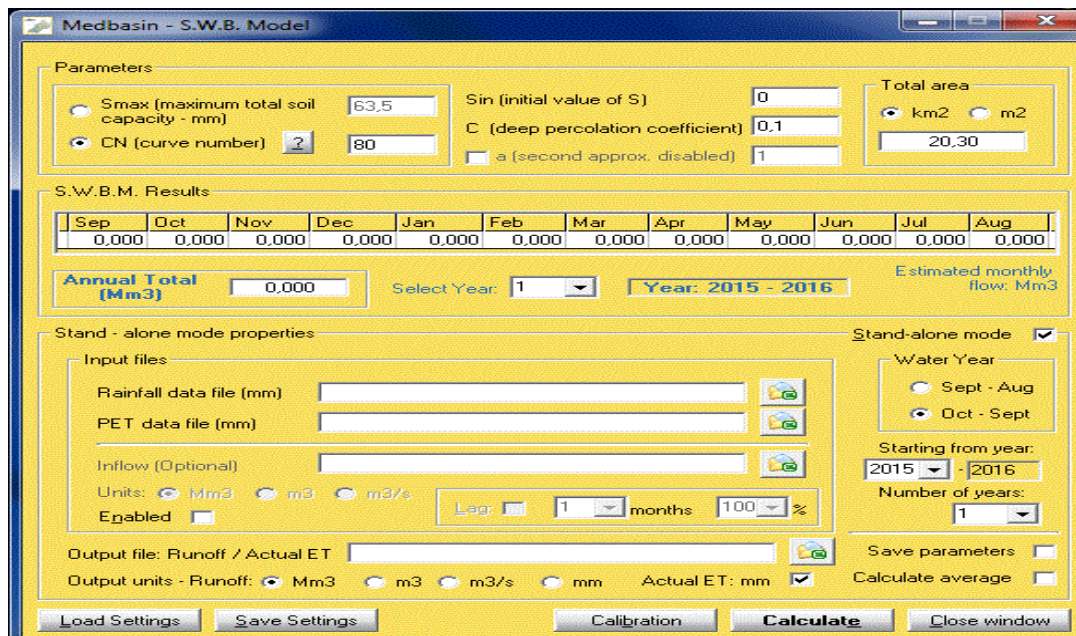 Medbasin - S.W.B. Model
Parameters
Smax (maximum total soil capacity - mm) 63,5
CN (curve number) ? 80
Sin (initial value of S) 0
C (deep percolation coefficient) 0,1
a (second approx. disabled) 1
Total area
km2 m2
20,30
S.W.B.M. Results
Sep Oct Nov Dec Jan Feb Mar Apr May Jun Jul Aug
0,000 0,000 0,000 0,000 0,000 0,000 0,000 0,000 0,000 0,000 0,000 0,000
Annual Total (Mm3) 0,000
Select Year: 1
Year: 2015 - 2016
Estimated monthly flow: Mm3
Stand - alone mode properties
Stand-alone mode
Input files
Rainfall data file (mm)
PET data file (mm)
Inflow (Optional)
Units: Mm3 m3 m3/s
Enabled
Lag: 1 months 100 %
Water Year
Sept - Aug
Oct - Sept
Starting from year:
2015 - 2016
Number of years:
1
Output file: Runoff / Actual ET
Output units - Runoff: Mm3 m3 m3/s mm Actual ET: mm
Save parameters
Calculate average
Load Settings Save Settings Calibration Calculate Close window